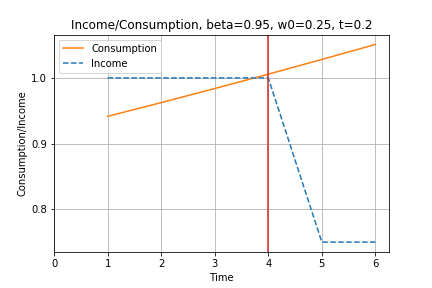 Income/Consumption, beta=0.95, w0=0.25, t=0.2
Consumption
Income
Consumption/Income
1.0
0.9
0.8
0 1 2 3 4 5 6
Time